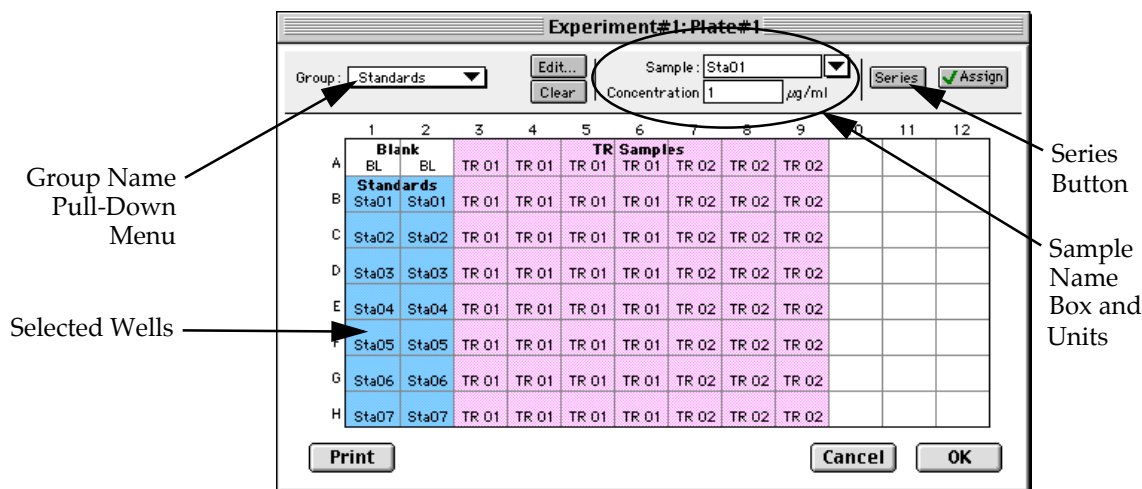 Experiment#1:Plate#1
Group: Standards Edit... Sample: Sta01 Series Assign
Clear Concentration 1 µg/ml
1 2 3 4 5 6 7 8 9 10 11 12
Blank TR Samples
A BL BL TR 01 TR 01 TR 01 TR 01 TR 02 TR 02 TR 02
Standards
B Sta01 Sta01 TR 01 TR 01 TR 01 TR 01 TR 02 TR 02 TR 02
C Sta02 Sta02 TR 01 TR 01 TR 01 TR 01 TR 02 TR 02 TR 02
D Sta03 Sta03 TR 01 TR 01 TR 01 TR 01 TR 02 TR 02 TR 02
E Sta04 Sta04 TR 01 TR 01 TR 01 TR 01 TR 02 TR 02 TR 02
F Sta05 Sta05 TR 01 TR 01 TR 01 TR 01 TR 02 TR 02 TR 02
G Sta06 Sta06 TR 01 TR 01 TR 01 TR 01 TR 02 TR 02 TR 02
H Sta07 Sta07 TR 01 TR 01 TR 01 TR 01 TR 02 TR 02 TR 02
Print Cancel OK
Group Name
Pull-Down
Menu
Selected Wells
Series
Button
Sample
Name
Box and
Units